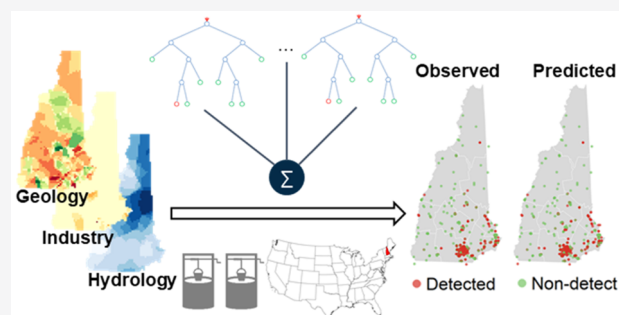 ...
Observed
Predicted
Geology
Industry
Hydrology
Σ
Detected
Non-detect